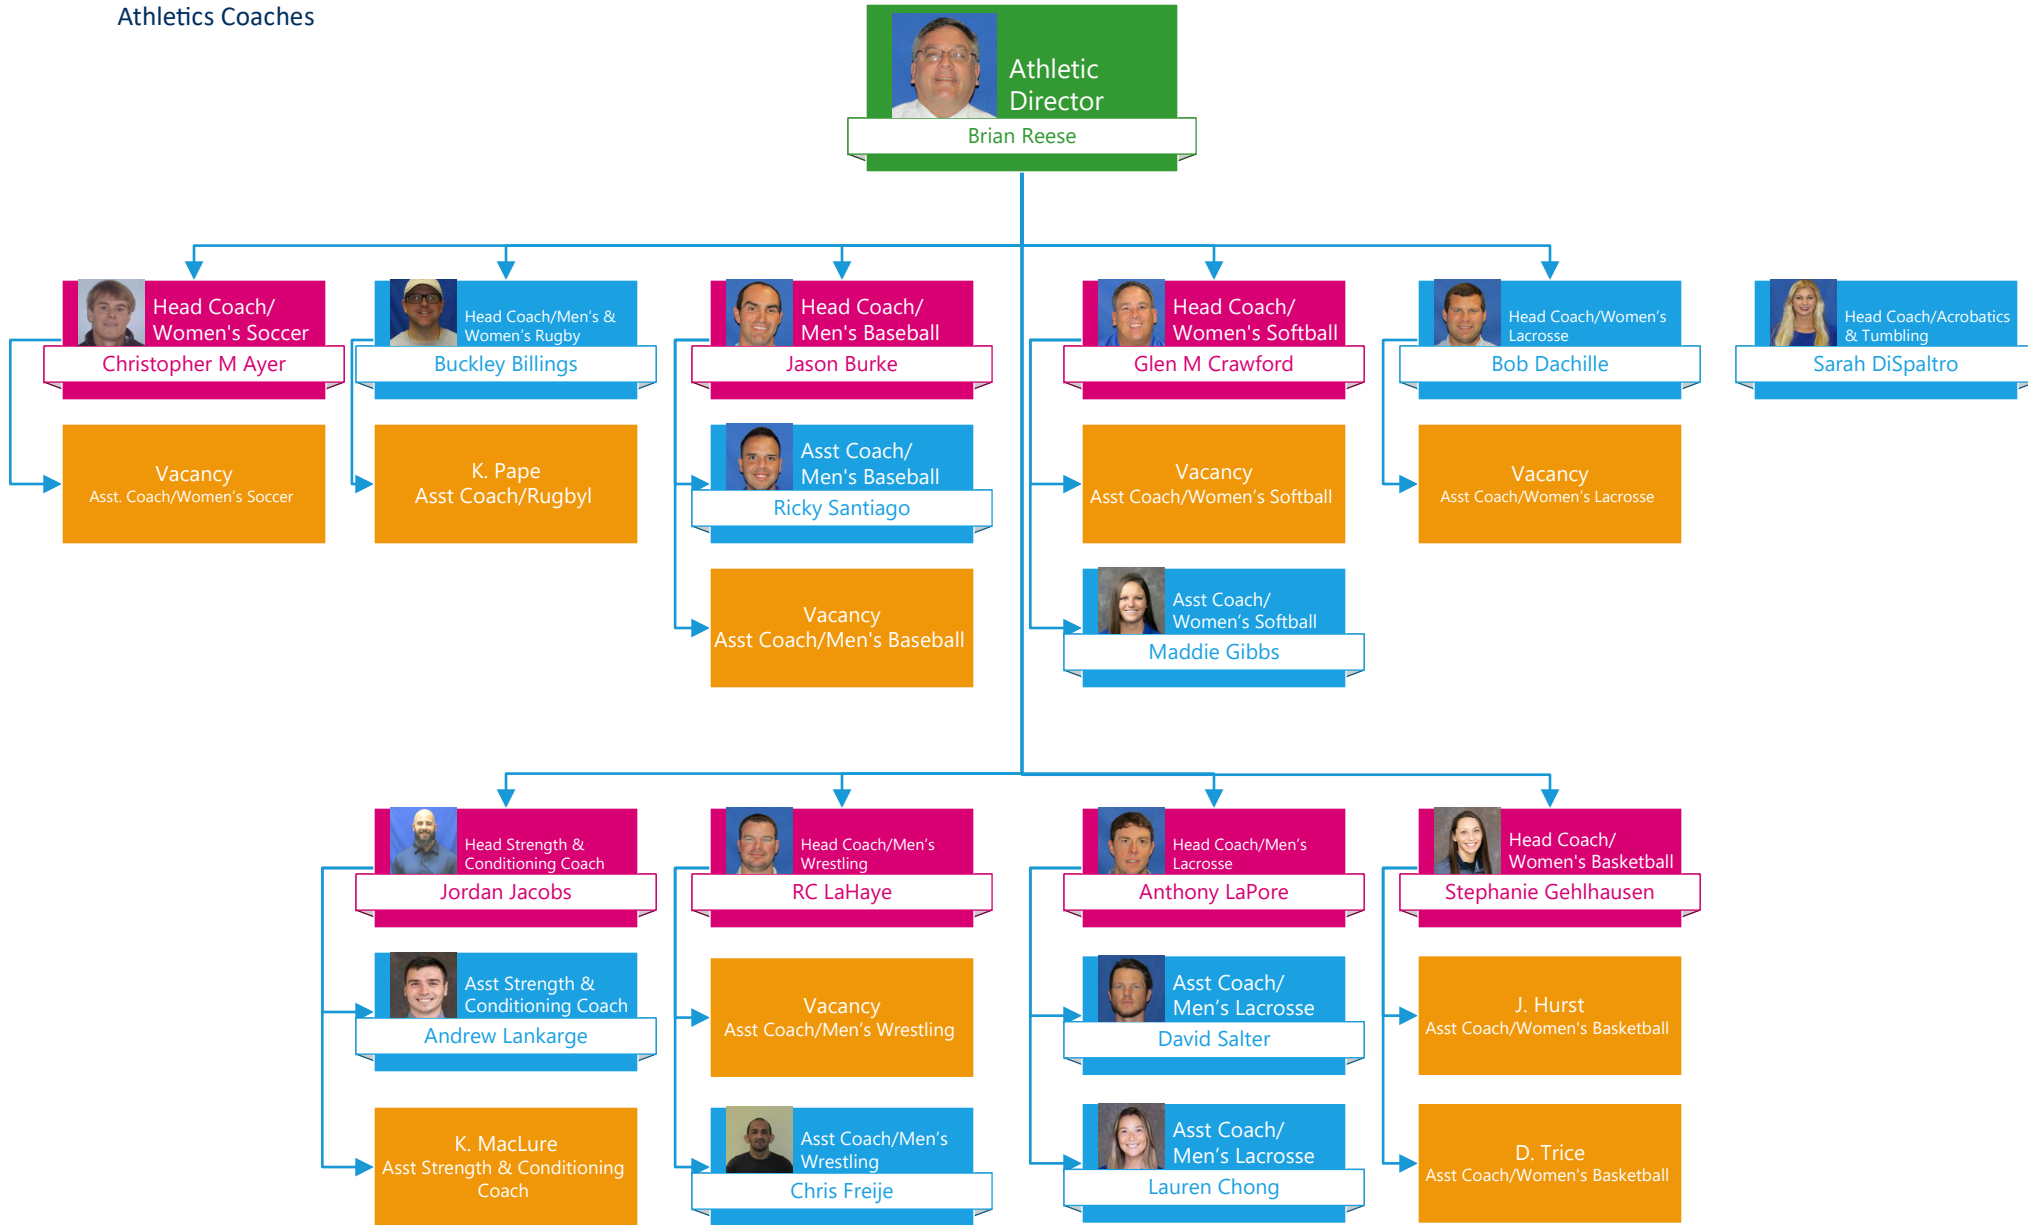 Athletics Coaches
Athletic
Director
Brian Reese
Head Coach/
Women's Soccer
Christopher M Ayer
Head Coach/Men's &
Women's Rugby
Buckley Billings
Head Coach/
Men's Baseball
Jason Burke
Head Coach/
Women's Softball
Glen M Crawford
Head Coach/Women's
Lacrosse
Bob Dachille
Head Coach/Acrobatics
& Tumbling
Sarah DiSpaltro
Vacancy
Asst. Coach/Women's Soccer
K. Pape
Asst Coach/Rugbyl
Asst Coach/
Men's Baseball
Ricky Santiago
Vacancy
Asst Coach/Women's Softball
Vacancy
Asst Coach/Women's Lacrosse
Vacancy
Asst Coach/Men's Baseball
Asst Coach/
Women's Softball
Maddie Gibbs
Head Strength &
Conditioning Coach
Jordan Jacobs
Head Coach/Men's
Wrestling
RC LaHaye
Head Coach/Men's
Lacrosse
Anthony LaPore
Head Coach/
Women's Basketball
Stephanie Gehlhausen
Asst Strength &
Conditioning Coach
Andrew Lankarge
Vacancy
Asst Coach/Men's Wrestling
Asst Coach/
Men's Lacrosse
David Salter
J. Hurst
Asst Coach/Women's Basketball
K. MacLure
Asst Strength & Conditioning
Coach
Asst Coach/Men's
Wrestling
Chris Freije
Asst Coach/
Men's Lacrosse
Lauren Chong
D. Trice
Asst Coach/Women's Basketball